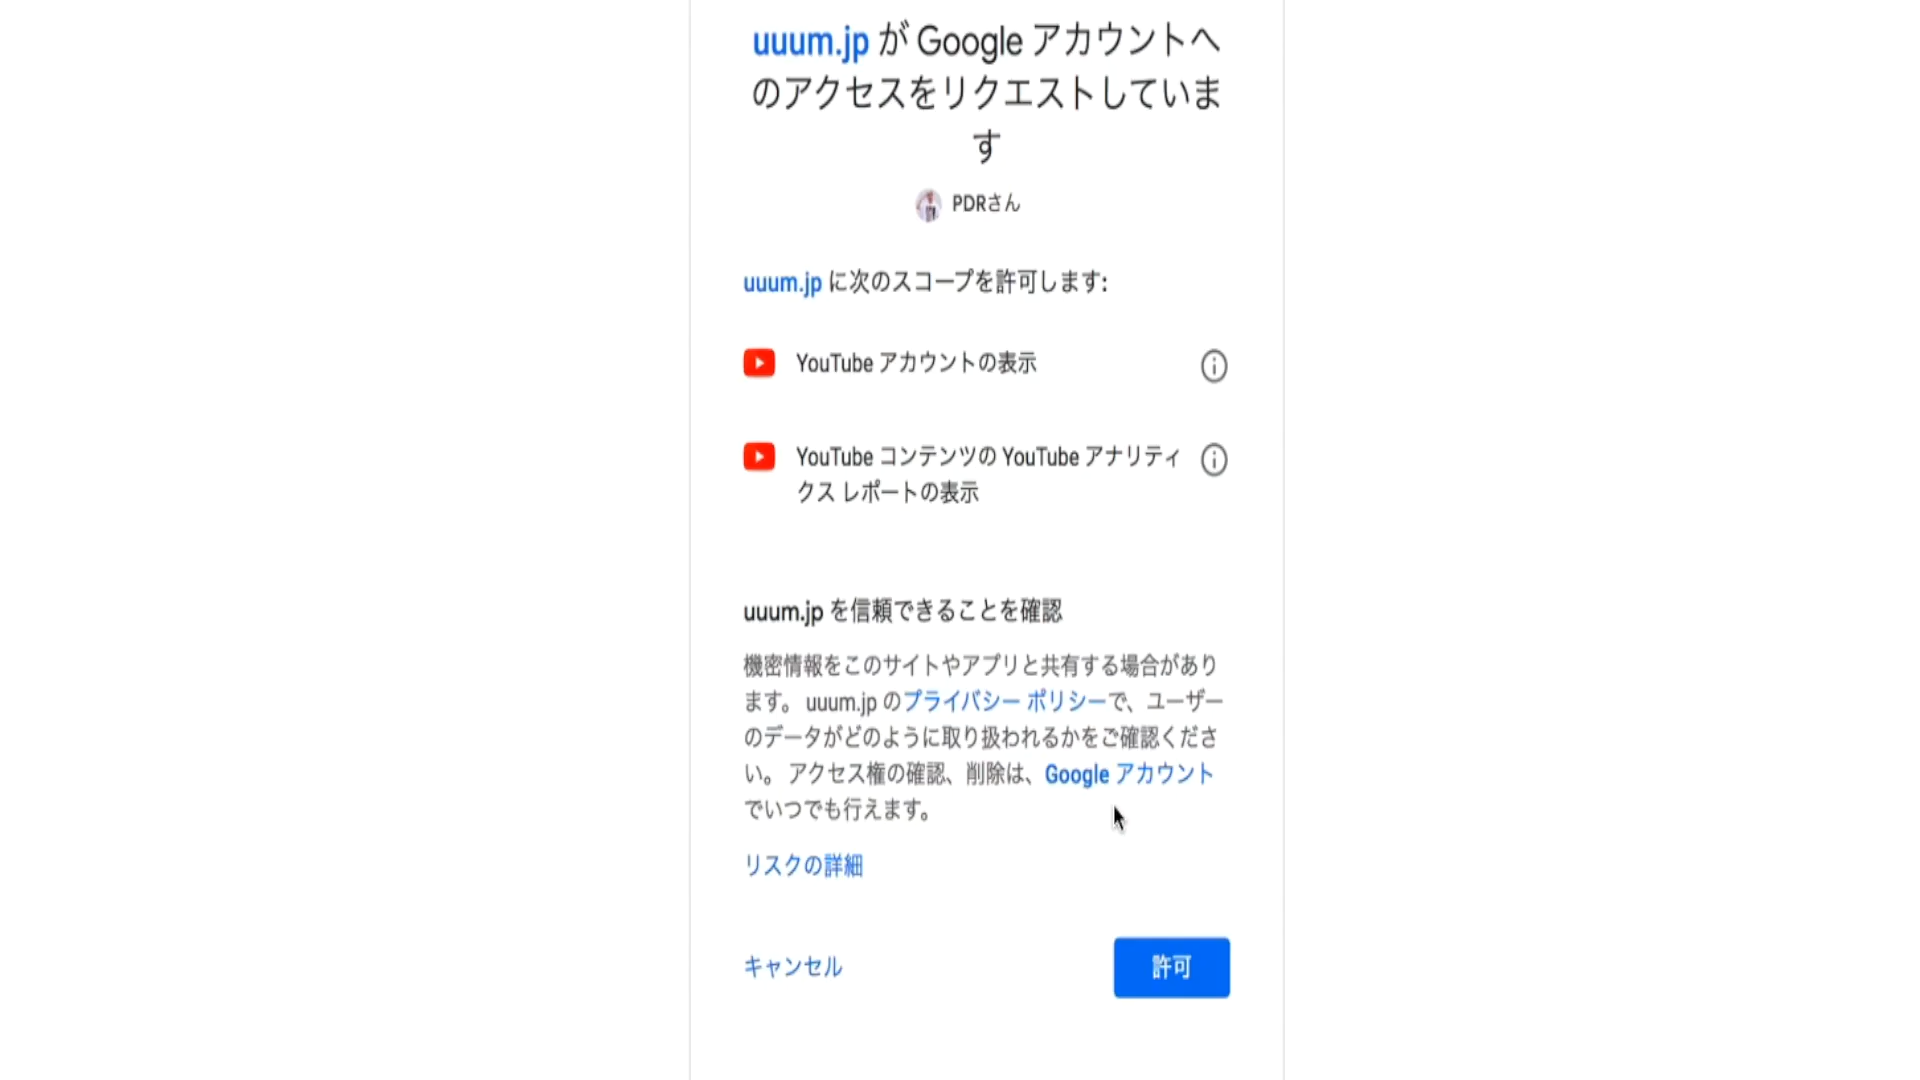 uuum.jp が Google アカウントへ
のアクセスをリクエストしていま
す
PDRさん
uuum.jp に次のスコープを許可します:
YouTube アカウントの表示
YouTube コンテンツの YouTube アナリティ
クス レポートの表示
uuum.jp を信頼できることを確認
機密情報をこのサイトやアプリと共有する場合があり
ます。 uuum.jp のプライバシー ポリシーで、ユーザー
のデータがどのように取り扱われるかをご確認くださ
い。 アクセス権の確認、削除は、Google アカウント
でいつでも行えます。
リスクの詳細
キャンセル
許可